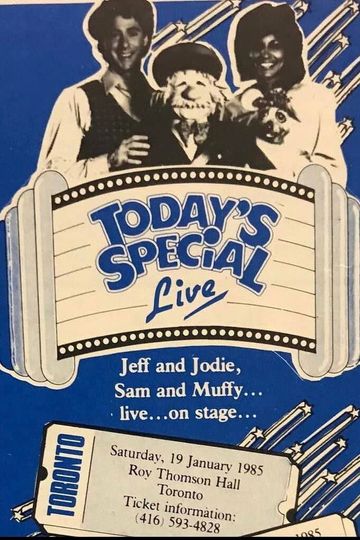 TODAY'S
SPECIAL
Live
Jeff and Jodie,
Sam and Muffy...
live...on stage...
TORONTO
Saturday, 19 January 1985
Roy Thomson Hall
Toronto
Ticket information:
(416) 593-4828
1985